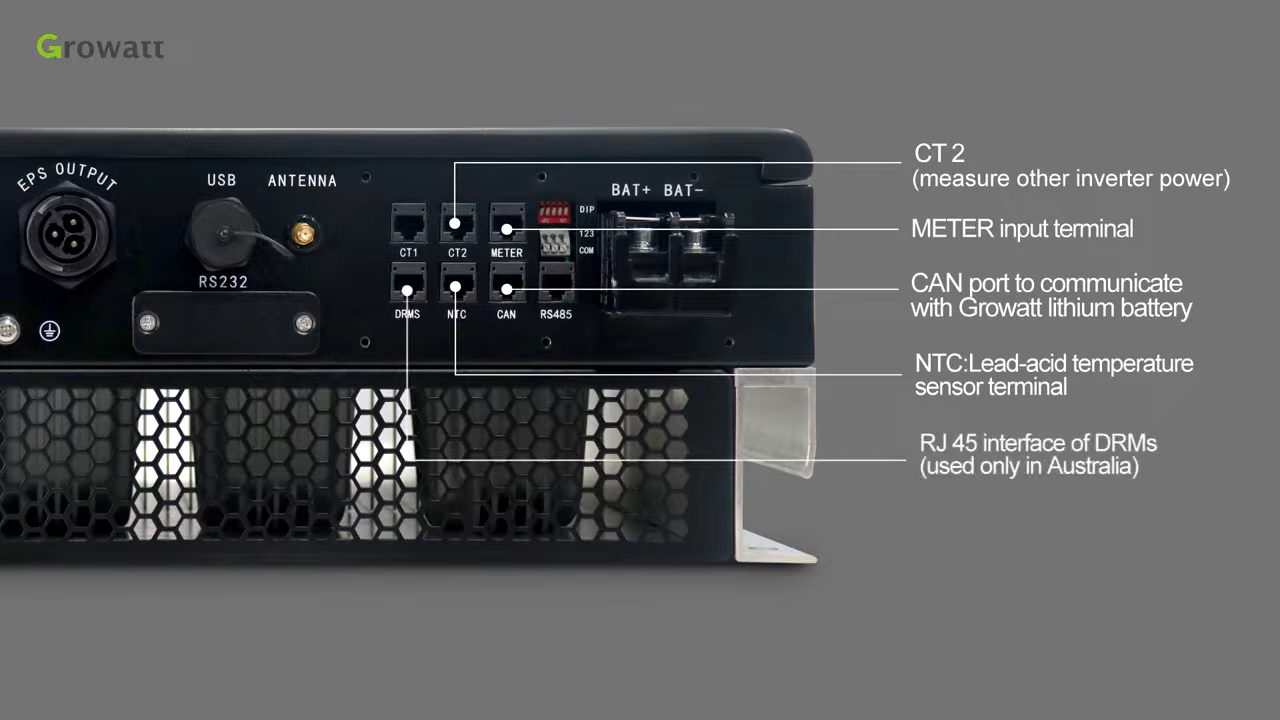 Growatt
EPS OUTPUT
USB
ANTENNA
RS232
CT1
CT2
METER
DIP
123
COM
BAT+ BAT-
DRMS
NTC
CAN
RS485
CT 2
(measure other inverter power)
METER input terminal
CAN port to communicate
with Growatt lithium battery
NTC:Lead-acid temperature
sensor terminal
RJ 45 interface of DRMs
(used only in Australia)